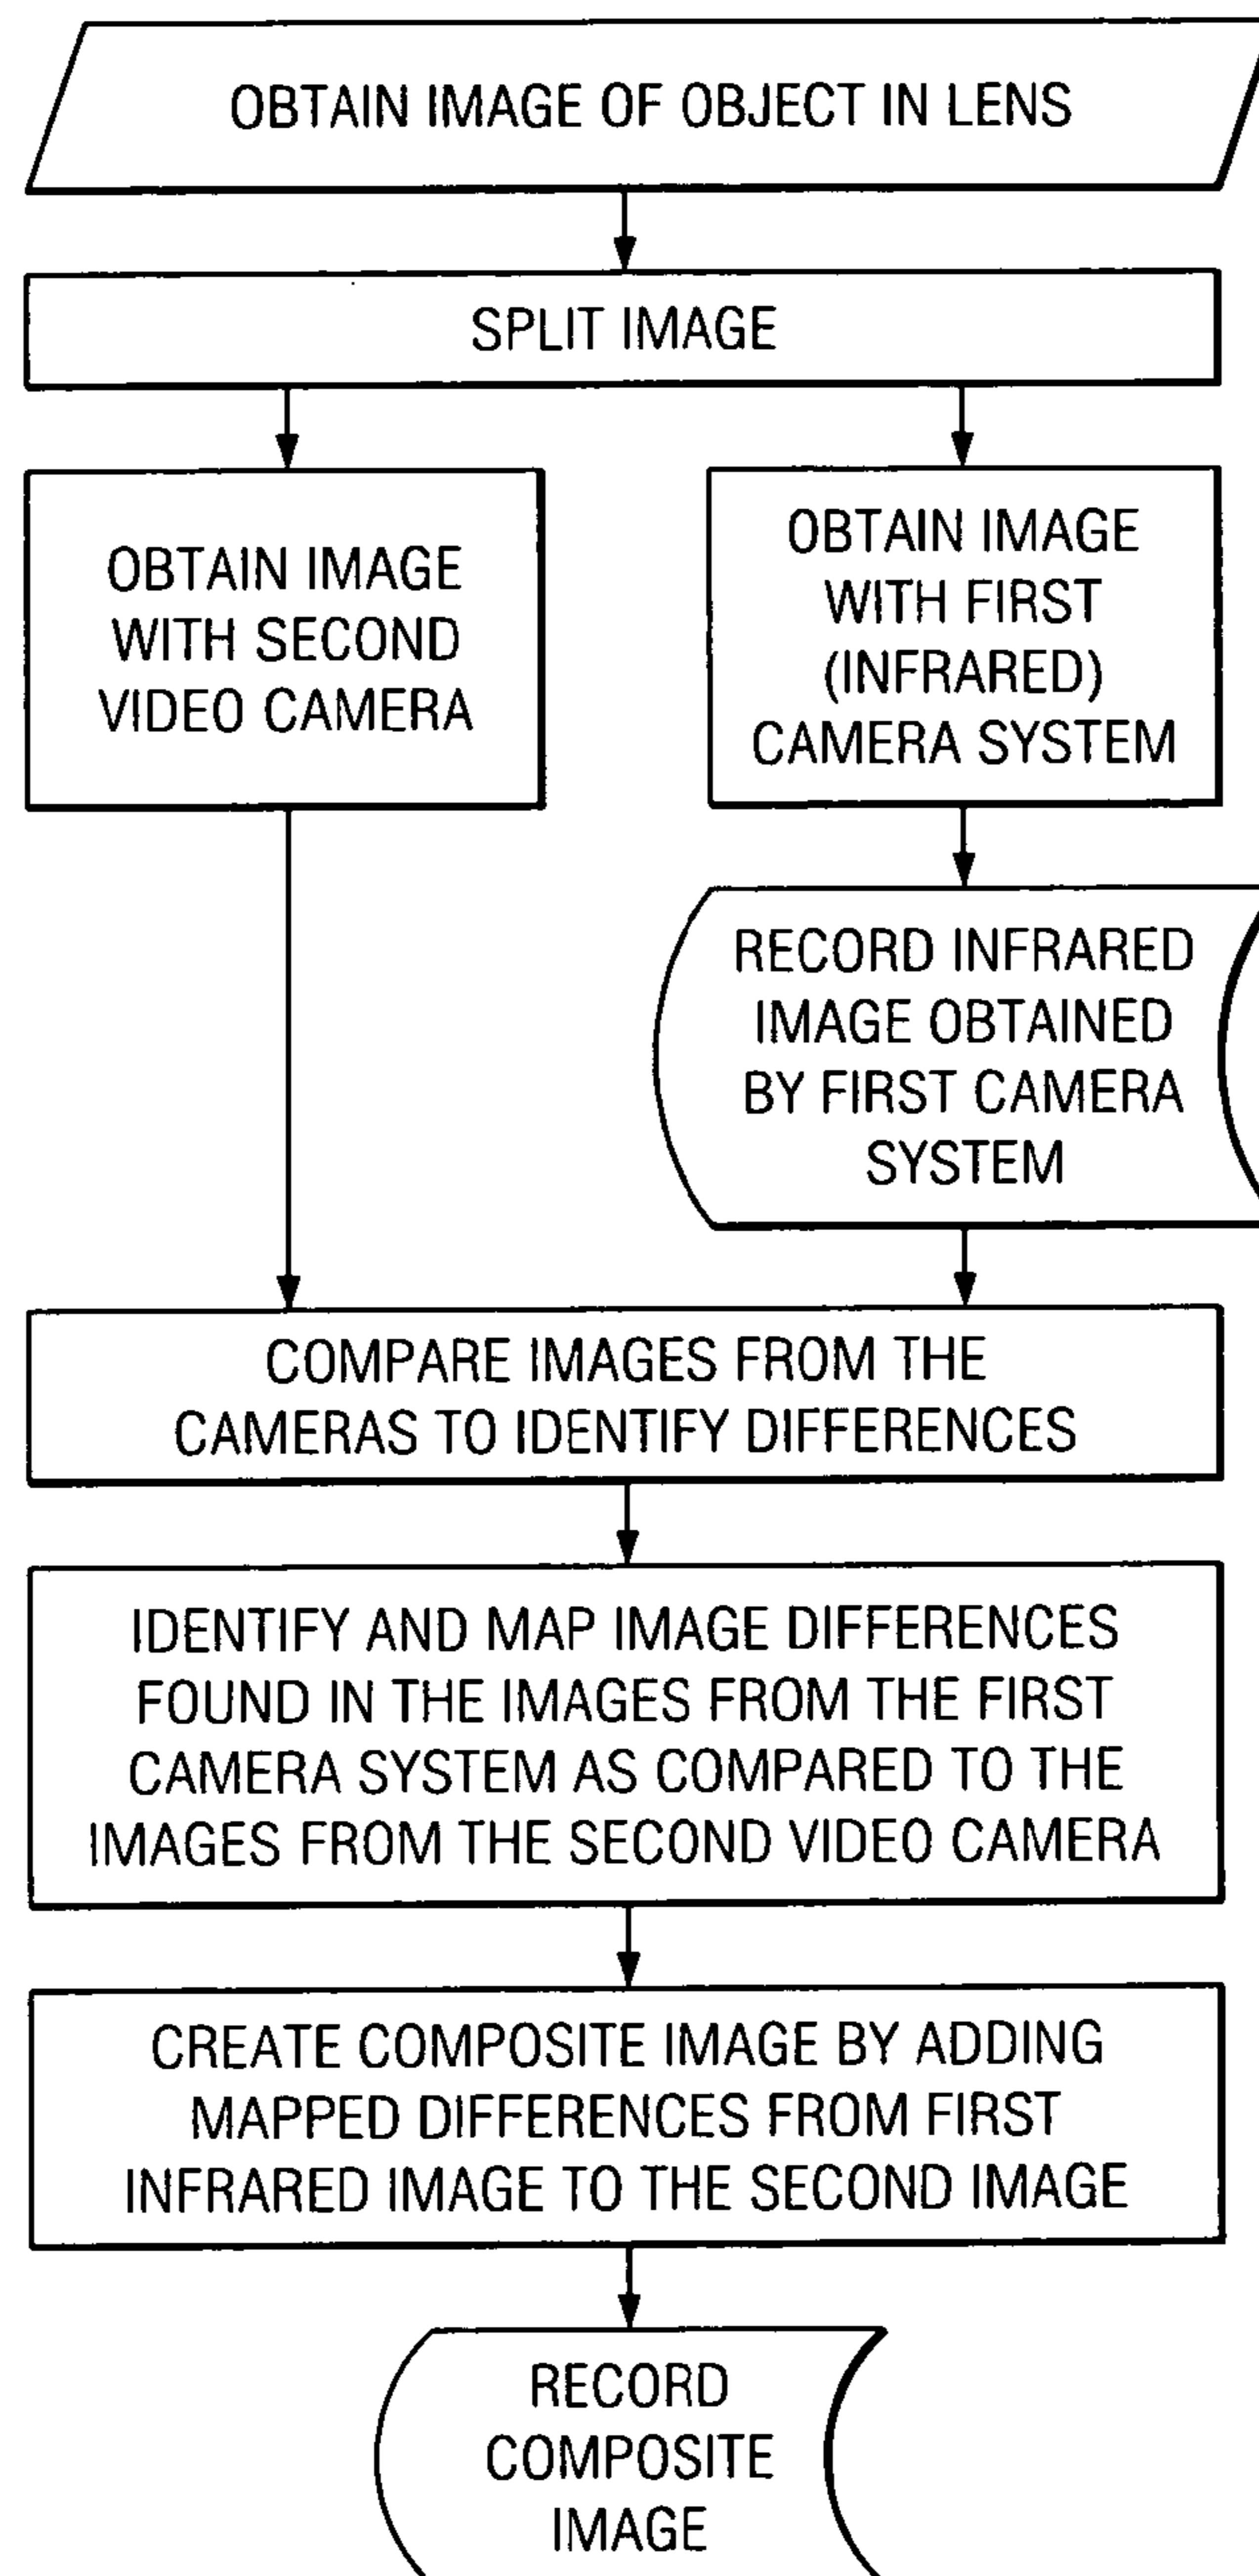 OBTAIN IMAGE OF OBJECT IN LENS
SPLIT IMAGE
OBTAIN IMAGE
WITH SECOND
VIDEO CAMERA
OBTAIN IMAGE
WITH FIRST
(INFRARED)
CAMERA SYSTEM
RECORD INFRARED
IMAGE OBTAINED
BY FIRST CAMERA
SYSTEM
COMPARE IMAGES FROM THE
CAMERAS TO IDENTIFY DIFFERENCES
IDENTIFY AND MAP IMAGE DIFFERENCES
FOUND IN THE IMAGES FROM THE FIRST
CAMERA SYSTEM AS COMPARED TO THE
IMAGES FROM THE SECOND VIDEO CAMERA
CREATE COMPOSITE IMAGE BY ADDING
MAPPED DIFFERENCES FROM FIRST
INFRARED IMAGE TO THE SECOND IMAGE
RECORD
COMPOSITE
IMAGE